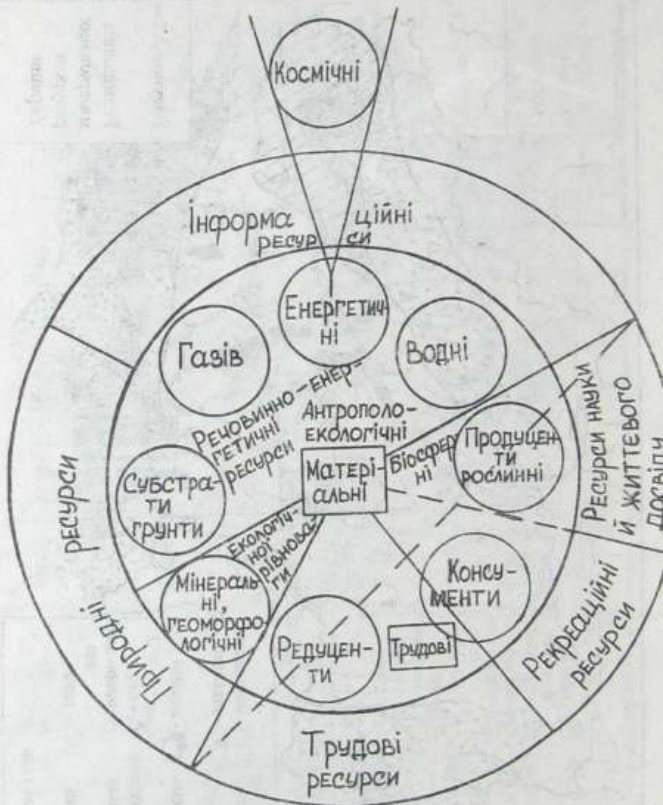 Космічні
Інформа
ційні
ресур
си
Енергетич-
ні
Газів
Водні
Речовинно-енер-
гетичні
ресурси
Антрополо-
екологічні
Біосфер-
ні
Продуцен-
ти
рослинні
Матері-
альні
Субстра-
ти
грунти
Екологіч-
ної
рівнова-
ги
Мінераль-
ні,
геоморфо-
логічні
Консу-
менти
Редуцен-
ти
Трудові
Природні
ресурси
Ресурси науки
й життєвого
досвіду
Рекреаційні
ресурси
Трудові
ресурси